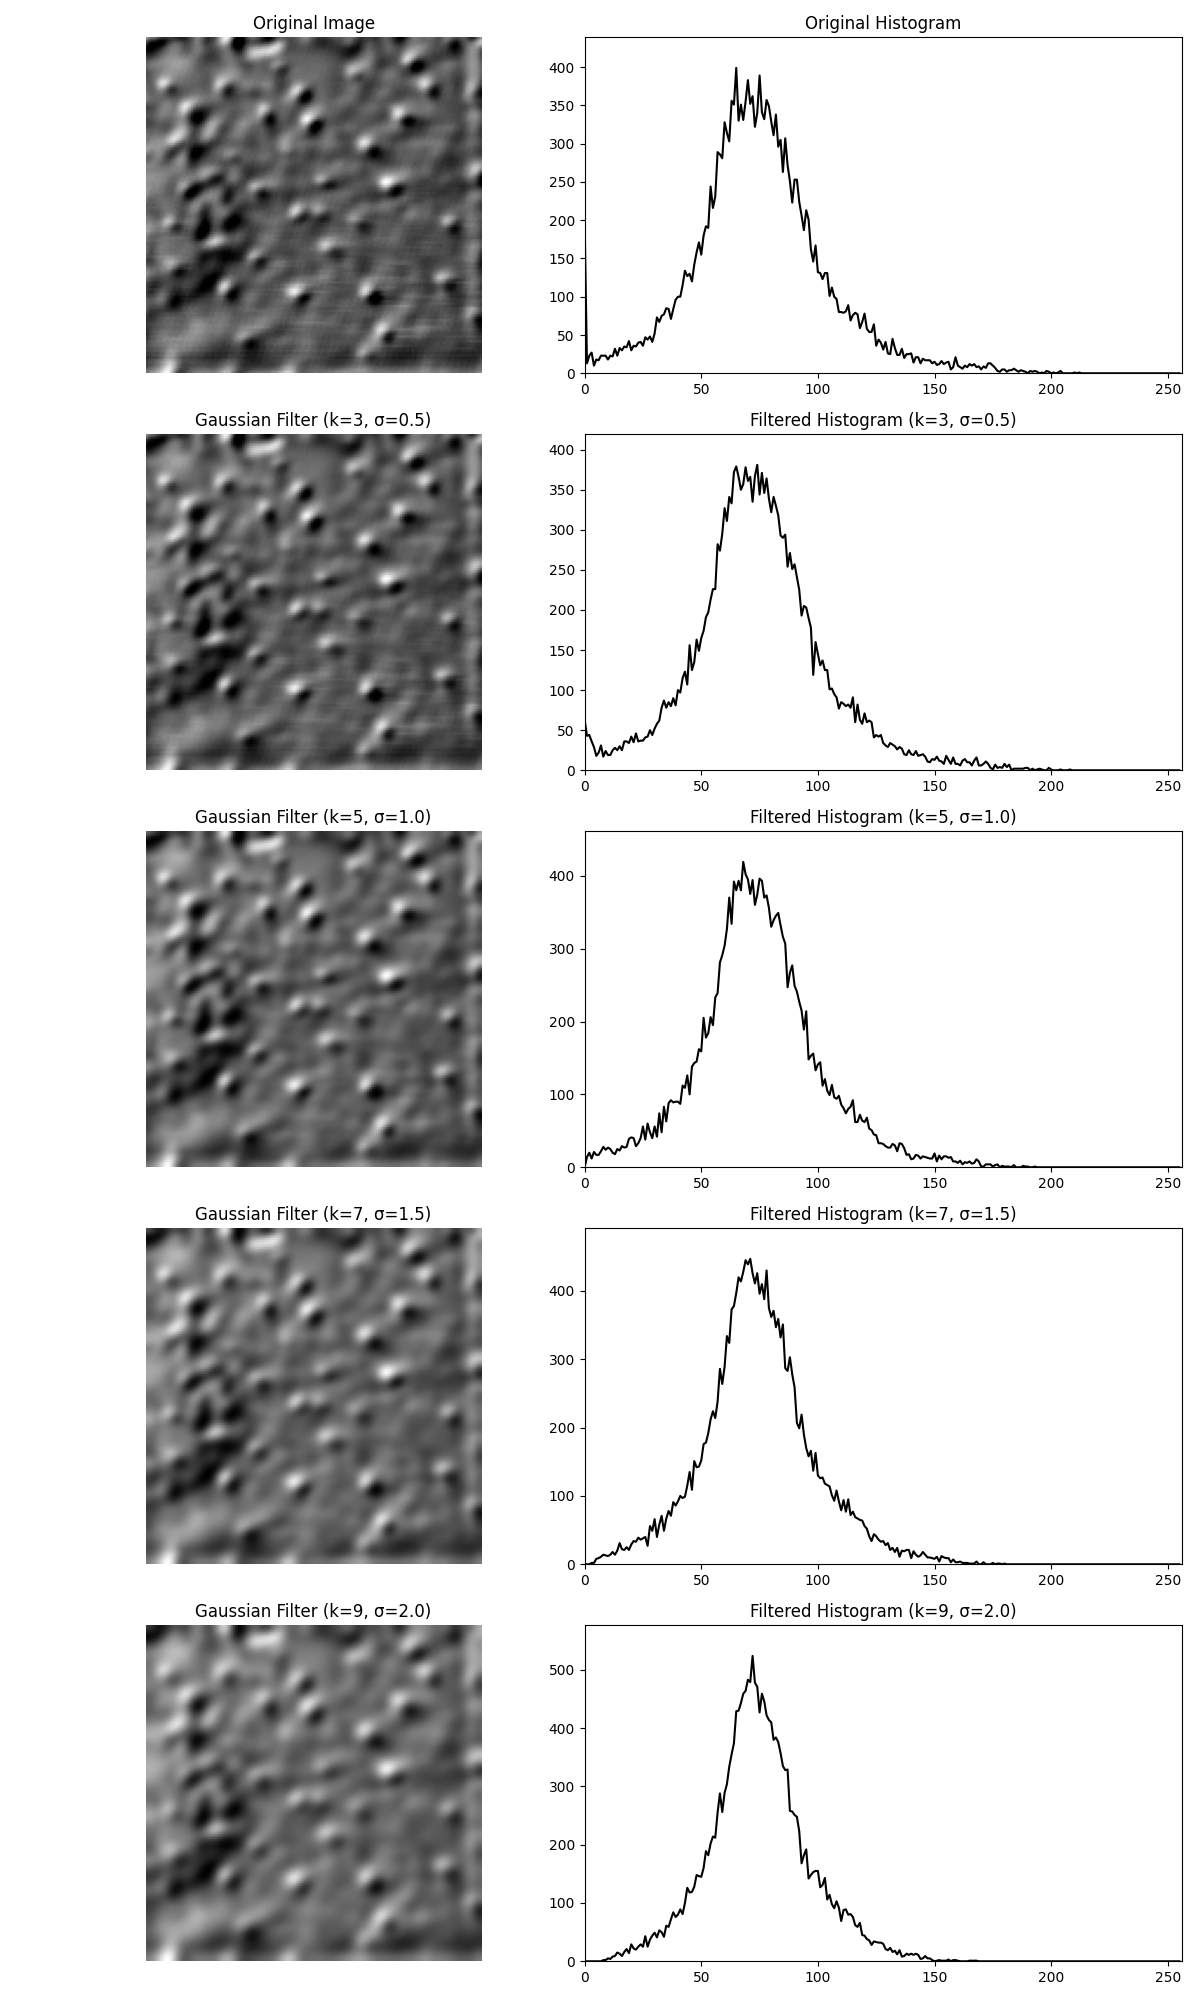 Original Image
Original Histogram
400
350
300
250
200
150
100
50
0
0 50 100 150 200 250
Gaussian Filter (k=3, σ=0.5)
Filtered Histogram (k=3, σ=0.5)
400
350
300
250
200
150
100
50
0
0 50 100 150 200 250
Gaussian Filter (k=5, σ=1.0)
Filtered Histogram (k=5, σ=1.0)
400
300
200
100
0
0 50 100 150 200 250
Gaussian Filter (k=7, σ=1.5)
Filtered Histogram (k=7, σ=1.5)
400
300
200
100
0
0 50 100 150 200 250
Gaussian Filter (k=9, σ=2.0)
Filtered Histogram (k=9, σ=2.0)
500
400
300
200
100
0
0 50 100 150 200 250